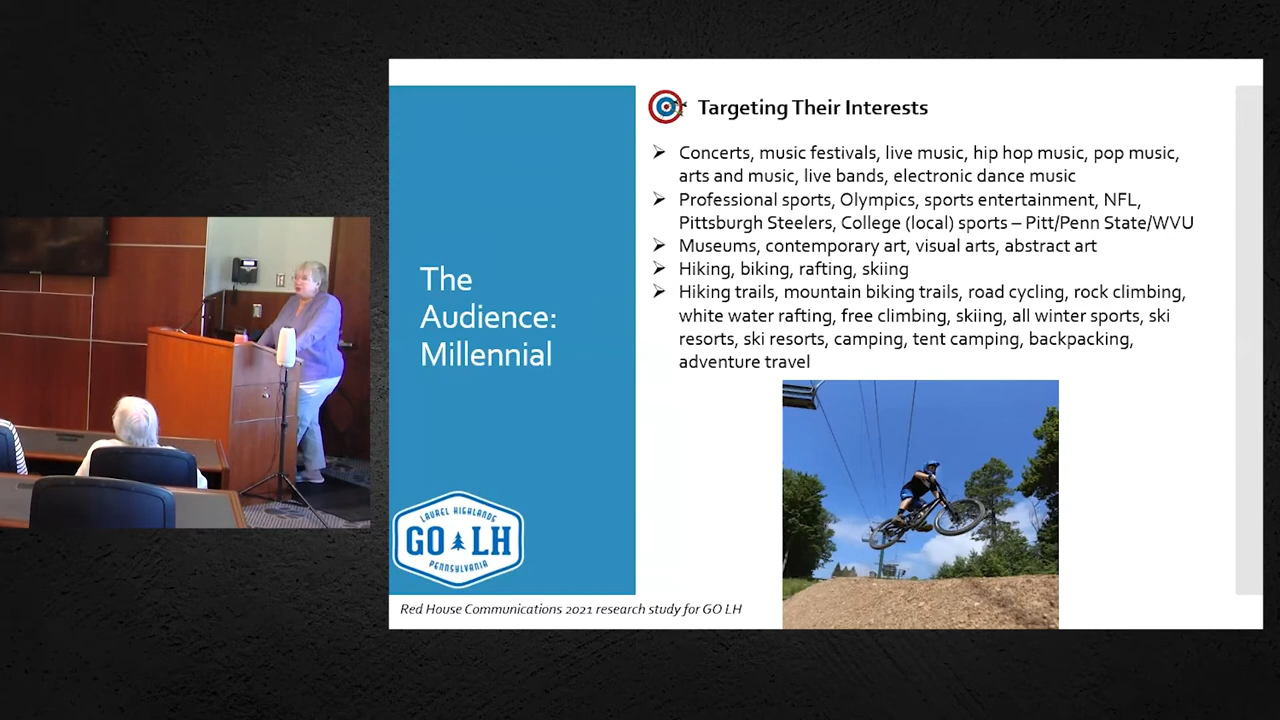 Targeting Their Interests
Concerts, music festivals, live music, hip hop music, pop music,
arts and music, live bands, electronic dance music
Professional sports, Olympics, sports entertainment, NFL,
Pittsburgh Steelers, College (local) sports – Pitt/Penn State/WVU
Museums, contemporary art, visual arts, abstract art
Hiking, biking, rafting, skiing
Hiking trails, mountain biking trails, road cycling, rock climbing,
white water rafting, free climbing, skiing, all winter sports, ski
resorts, ski resorts, camping, tent camping, backpacking,
adventure travel
The
Audience:
Millennial
LAUREL HIGHLANDS
GO LH
PENNSYLVANIA
Red House Communications 2021 research study for GO LH